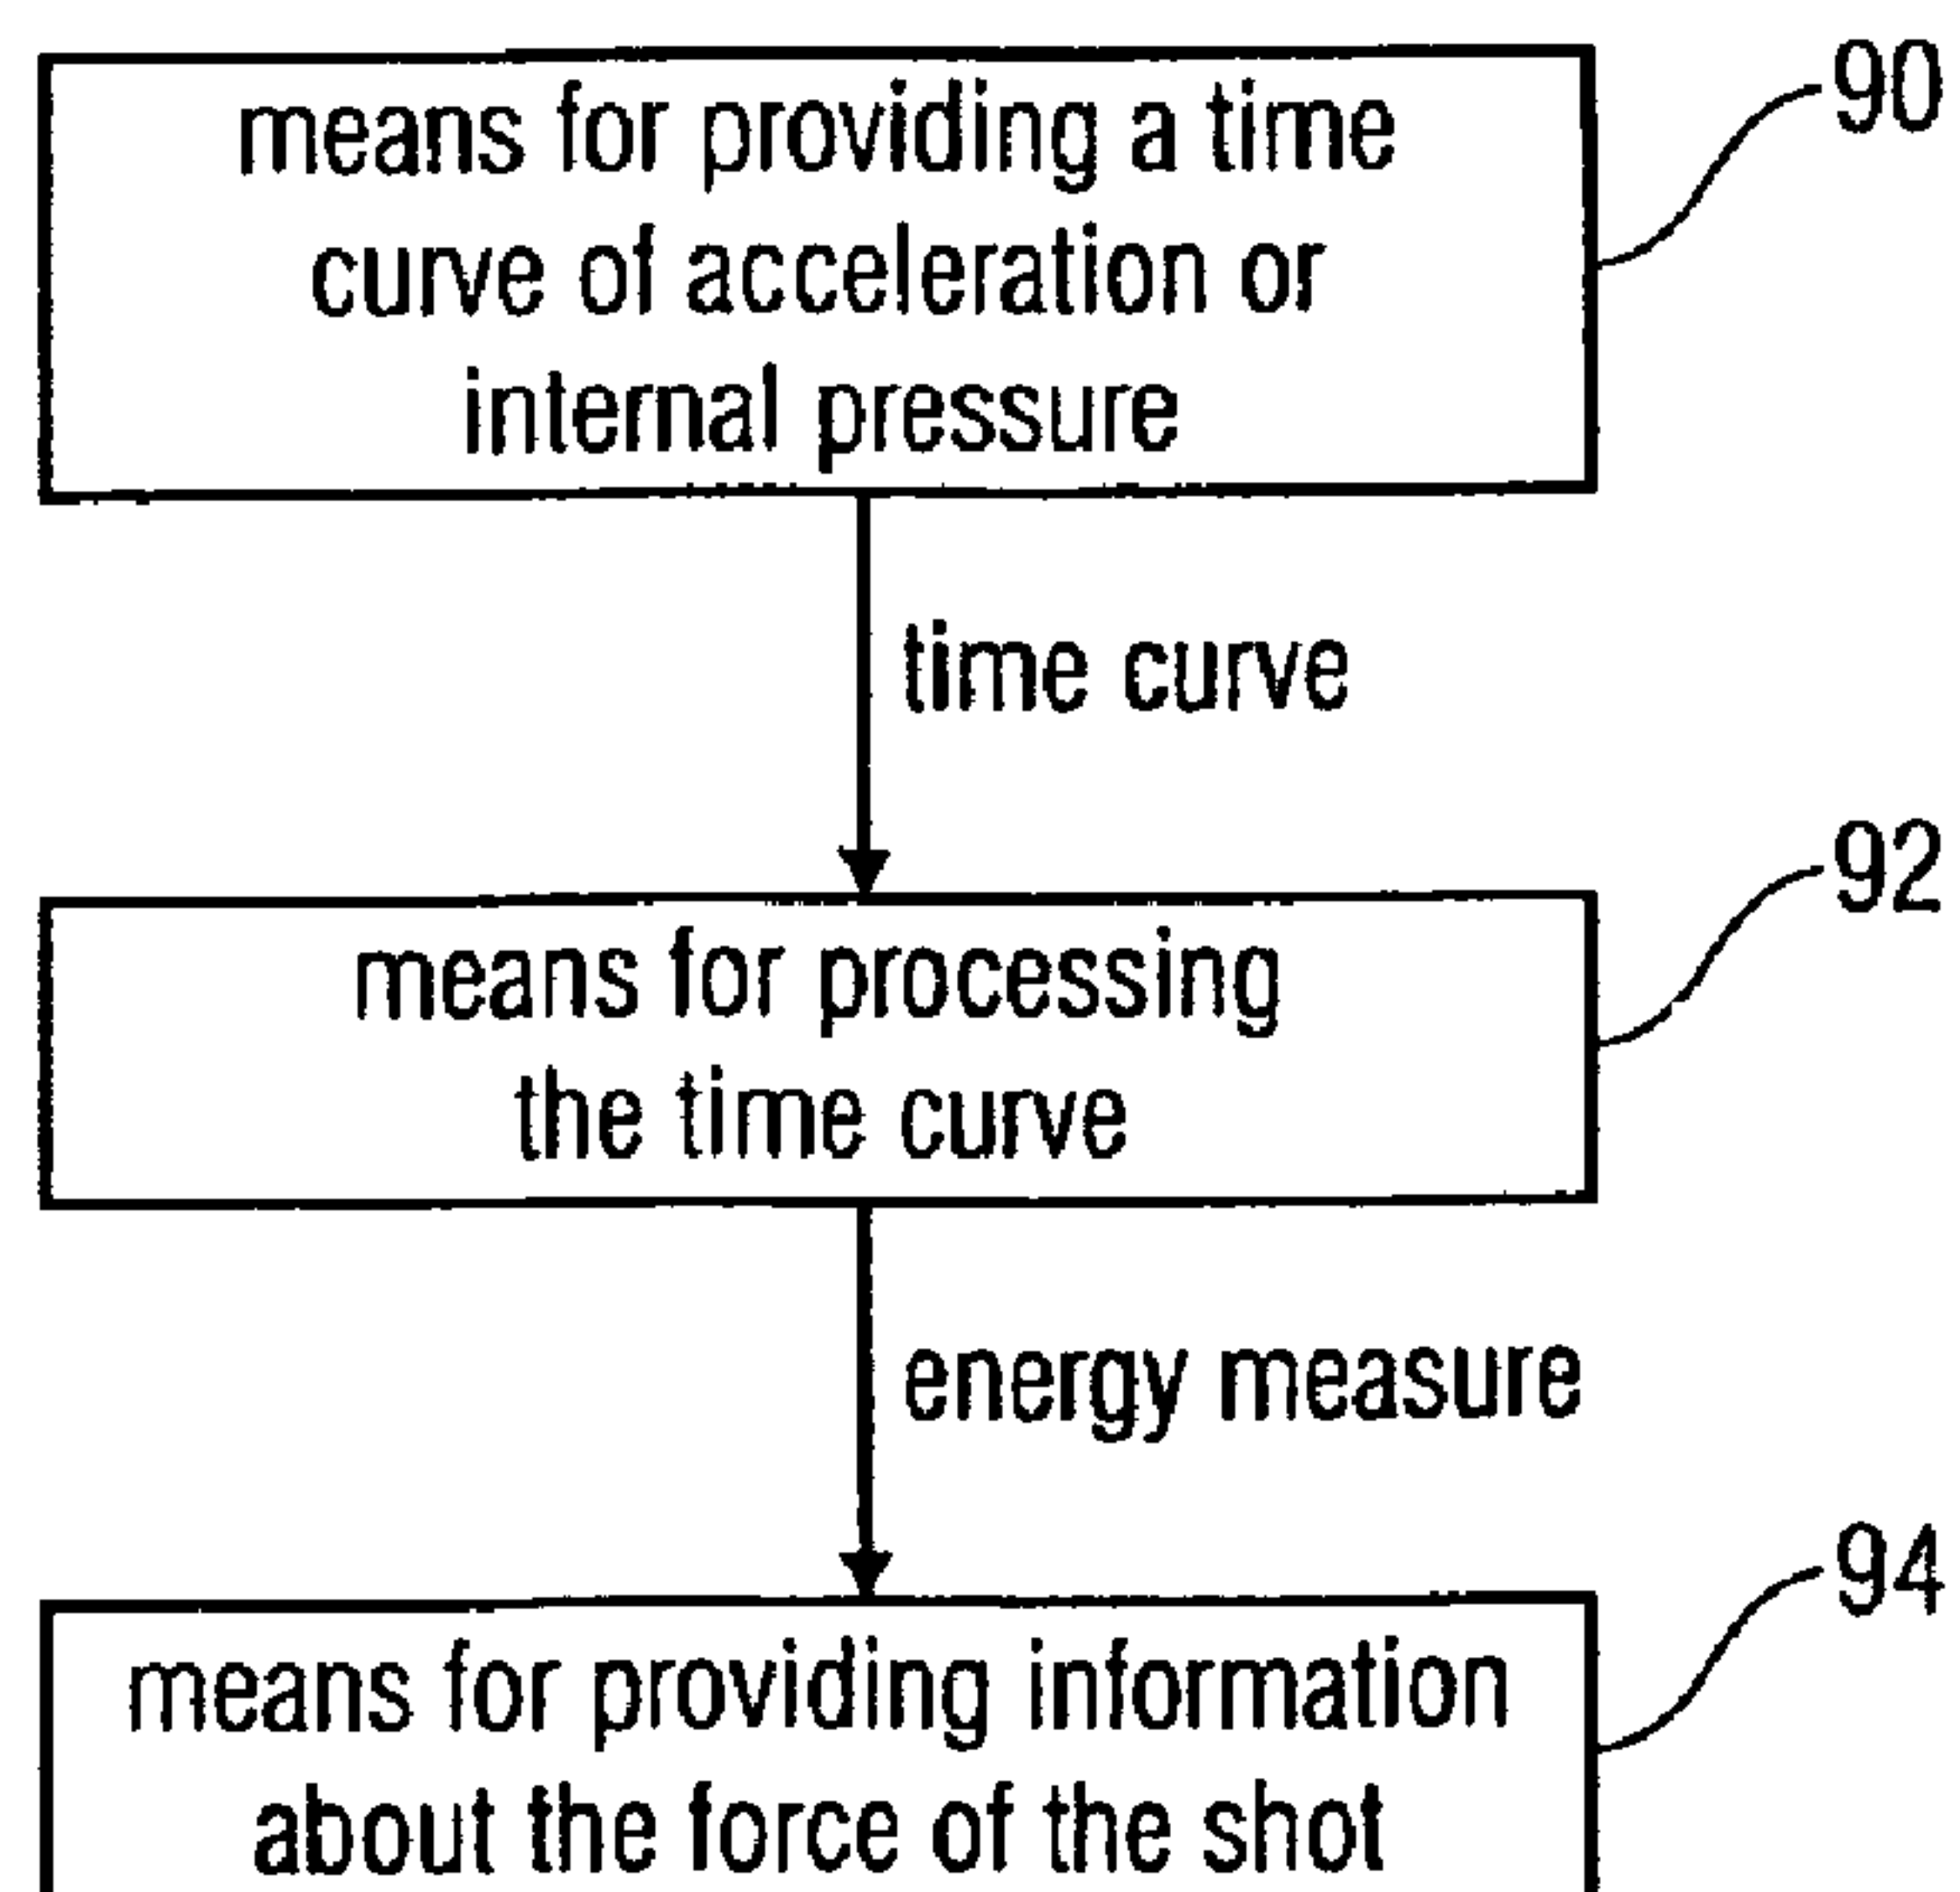 means for providing a time
curve of acceleration or
internal pressure
90
time curve
means for processing
the time curve
92
energy measure
means for providing information
about the force of the shot
94